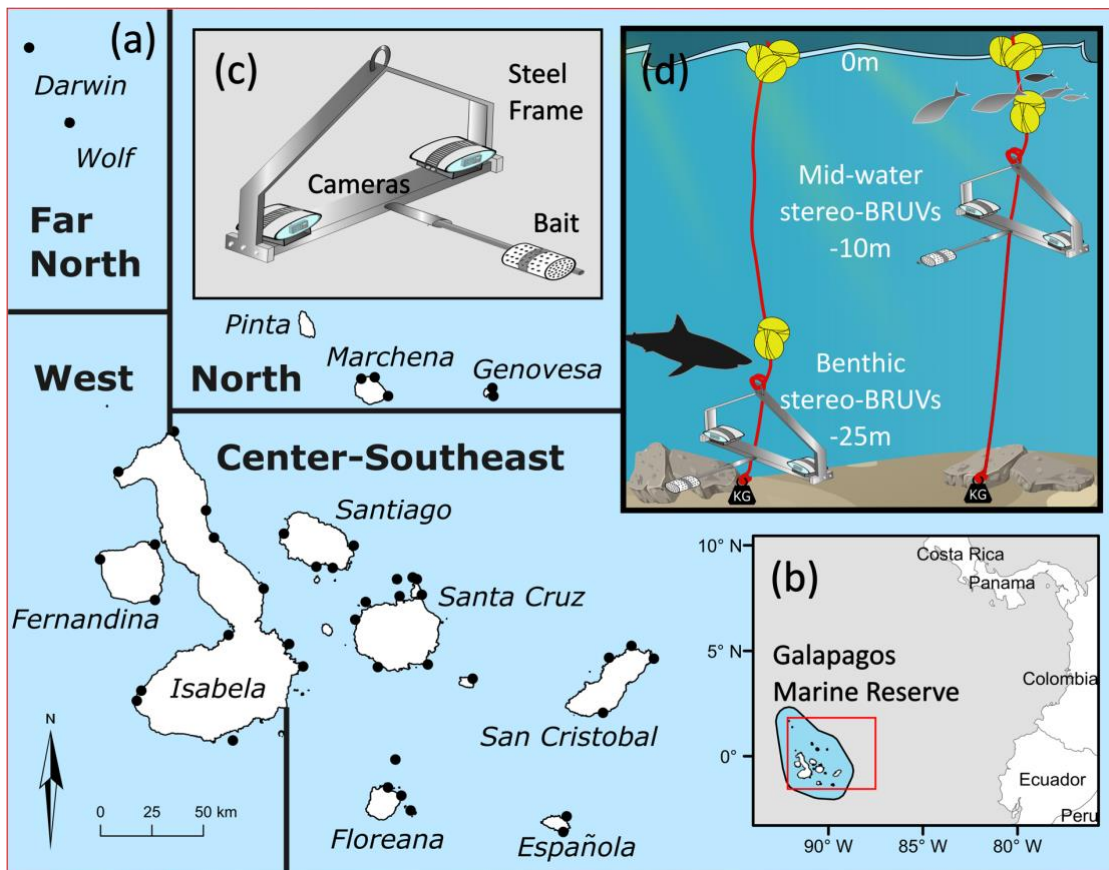 (a)
Darwin
Wolf
Far
North
West
(c)
Steel
Frame
Cameras
Bait
Pinta
Marchena
Genovesa
North
Center-Southeast
Santiago
Santa Cruz
Fernandina
Isabela
San Cristobal
Floreana
Española
N
0 25 50 km
(d)
0m
Mid-water
stereo-BRUVs
-10m
Benthic
stereo-BRUVs
-25m
KG
KG
(b)
10° N
5° N
0°
Costa Rica
Panama
Colombia
Ecuador
Peru
Galapagos
Marine Reserve
90° W 85° W 80° W